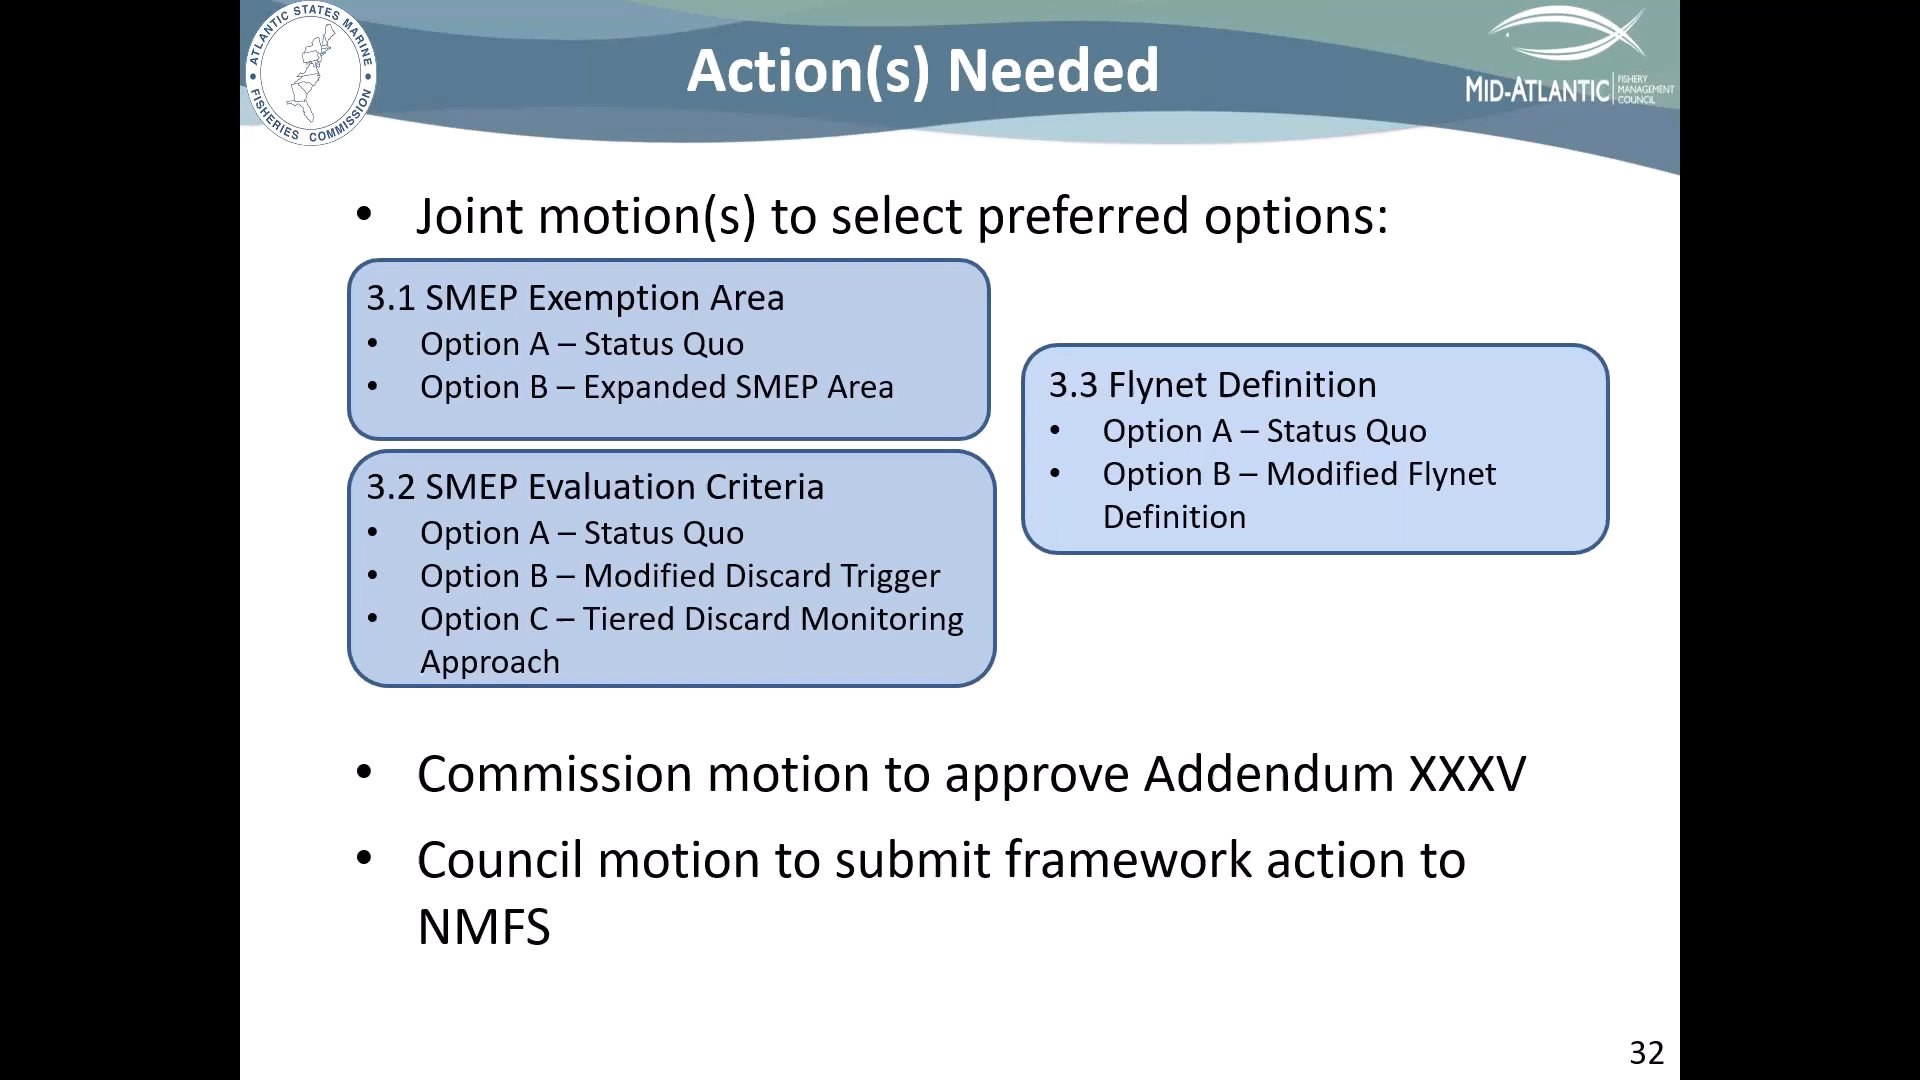 ATLANTIC STATES MARINE
FISHERIES COMMISSION
Action(s) Needed
MID-ATLANTIC
FISHERY
MANAGEMENT
COUNCIL
• Joint motion(s) to select preferred options:
3.1 SMEP Exemption Area
• Option A – Status Quo
• Option B – Expanded SMEP Area
3.2 SMEP Evaluation Criteria
• Option A – Status Quo
• Option B – Modified Discard Trigger
• Option C – Tiered Discard Monitoring
Approach
3.3 Flynet Definition
• Option A – Status Quo
• Option B – Modified Flynet
Definition
• Commission motion to approve Addendum XXXV
• Council motion to submit framework action to
NMFS
32